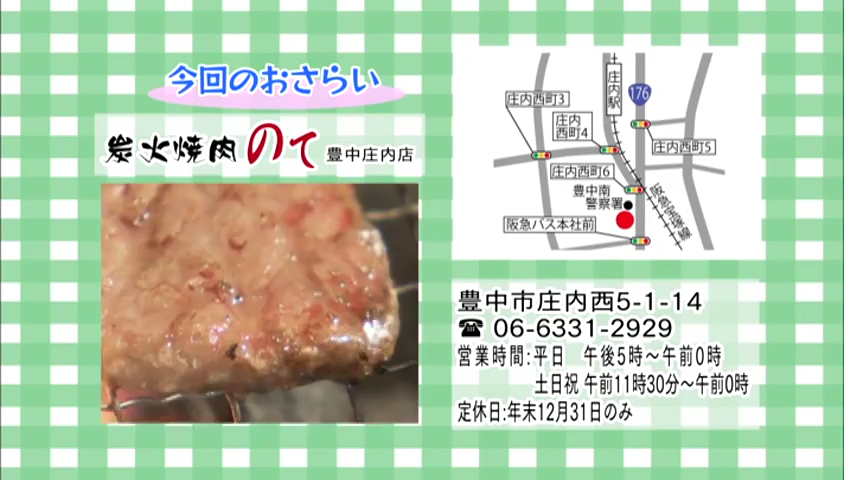 今回のおさらい
炭火焼肉 のて 豊中庄内店
庄内西町3
庄内駅
176
庄内
西町4
庄内西町5
庄内西町6
豊中南
警察署
阪急宝塚線
阪急バス本社前
豊中市庄内西5-1-14
☎ 06-6331-2929
営業時間:平日 午後5時～午前0時
土日祝 午前11時30分～午前0時
定休日:年末12月31日のみ